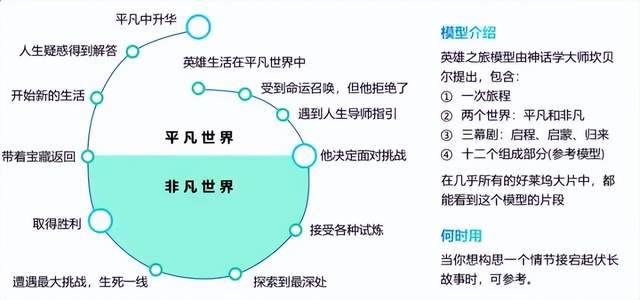 平凡中升华
人生疑惑得到解答
开始新的生活
带着宝藏返回
取得胜利
遭遇最大挑战，生死一线
探索到最深处
接受各种试炼
他决定面对挑战
遇到人生导师指引
受到命运召唤，但他拒绝了
英雄生活在平凡世界中
平凡世界
非凡世界
模型介绍
英雄之旅模型由神话学大师坎贝
尔提出，包含：
① 一次旅程
② 两个世界：平凡和非凡
③ 三幕剧：启程、启蒙、归来
④ 十二个组成部分(参考模型)
在几乎所有的好莱坞大片中，都
能看到这个模型的片段
何时用
当你想构思一个情节接宕起伏长
故事时，可参考。